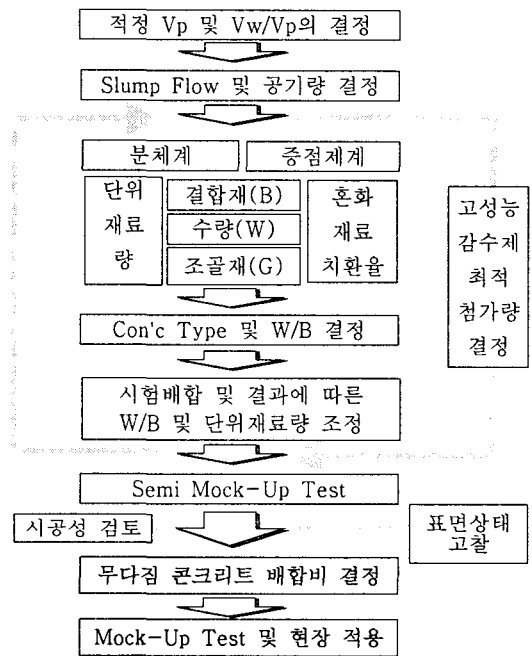 적정 Vp 및 Vw/Vp의 결정
Slump Flow 및 공기량 결정
분체계
증점제계
단위
재료
량
결합재(B)
수량(W)
조골재(G)
혼화
재료
치환율
고성능
감수제
최적
첨가량
결정
Con'c Type 및 W/B 결정
시험배합 및 결과에 따른
W/B 및 단위재료량 조정
Semi Mock-Up Test
시공성 검토
표면상태
고찰
무다짐 콘크리트 배합비 결정
Mock-Up Test 및 현장 적용